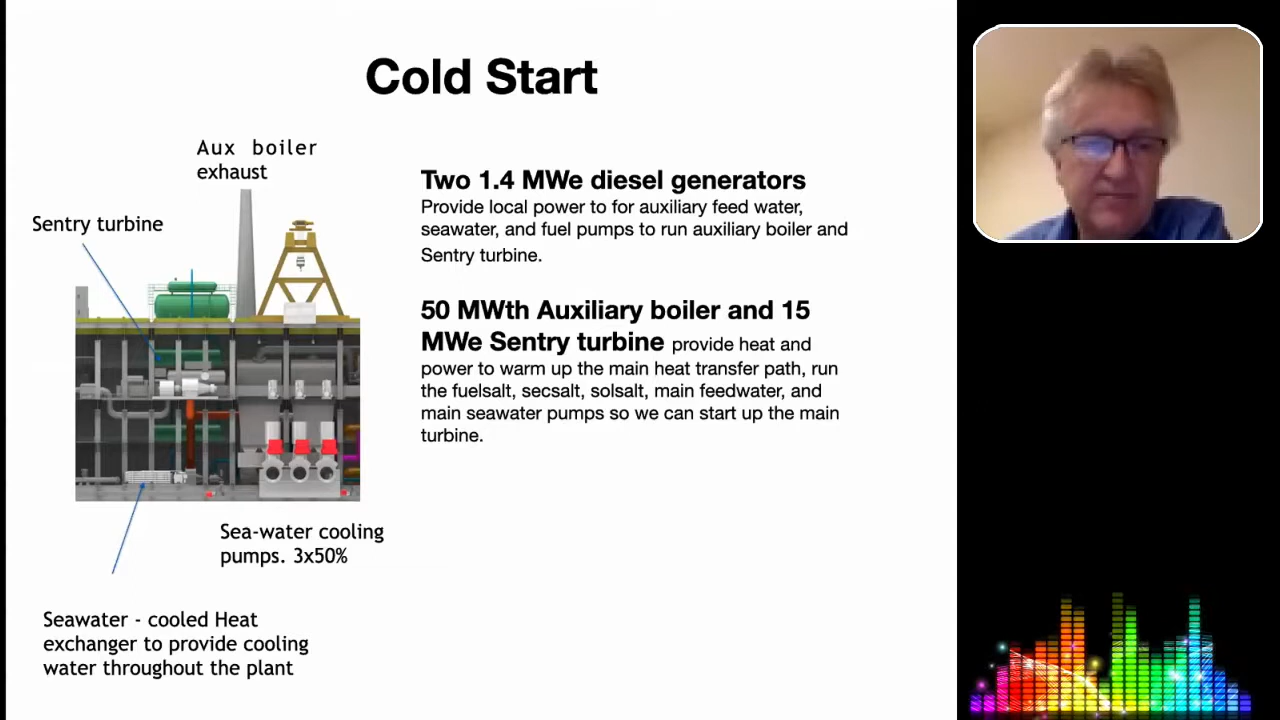 Cold Start
Aux boiler
exhaust
Sentry turbine
Two 1.4 MWe diesel generators
Provide local power to for auxiliary feed water,
seawater, and fuel pumps to run auxiliary boiler and
Sentry turbine.
50 MWth Auxiliary boiler and 15
MWe Sentry turbine provide heat and
power to warm up the main heat transfer path, run
the fuelsalt, secsalt, solsalt, main feedwater, and
main seawater pumps so we can start up the main
turbine.
Sea-water cooling
pumps. 3x50%
Seawater - cooled Heat
exchanger to provide cooling
water throughout the plant